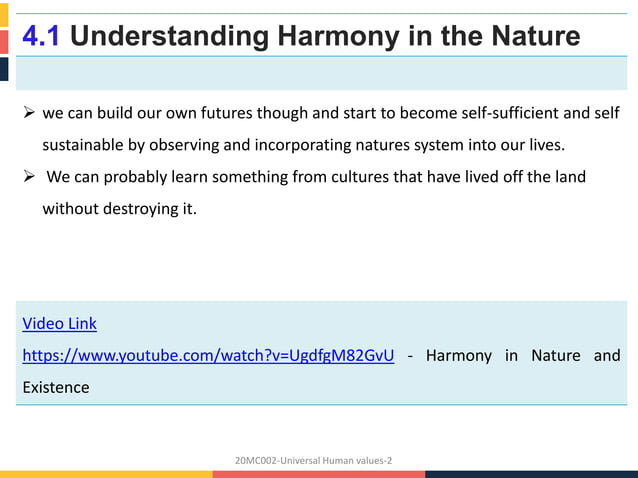 4.1 Understanding Harmony in the Nature
➢ we can build our own futures though and start to become self-sufficient and self
sustainable by observing and incorporating natures system into our lives.
➢ We can probably learn something from cultures that have lived off the land
without destroying it.
Video Link
https://www.youtube.com/watch?v=UgdfgM82GvU - Harmony in Nature and
Existence
20MC002-Universal Human values-2